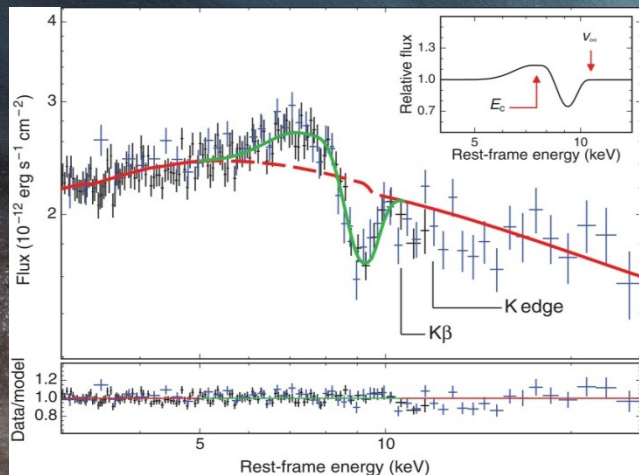 4
3
2
Flux (10⁻¹² erg s⁻¹ cm⁻²)
1.3
1.0
0.7
Relative flux
v∞
E_c
5 10
Rest-frame energy (keV)
K edge
Kβ
1.2
1.0
0.8
Data/model
5 10
Rest-frame energy (keV)